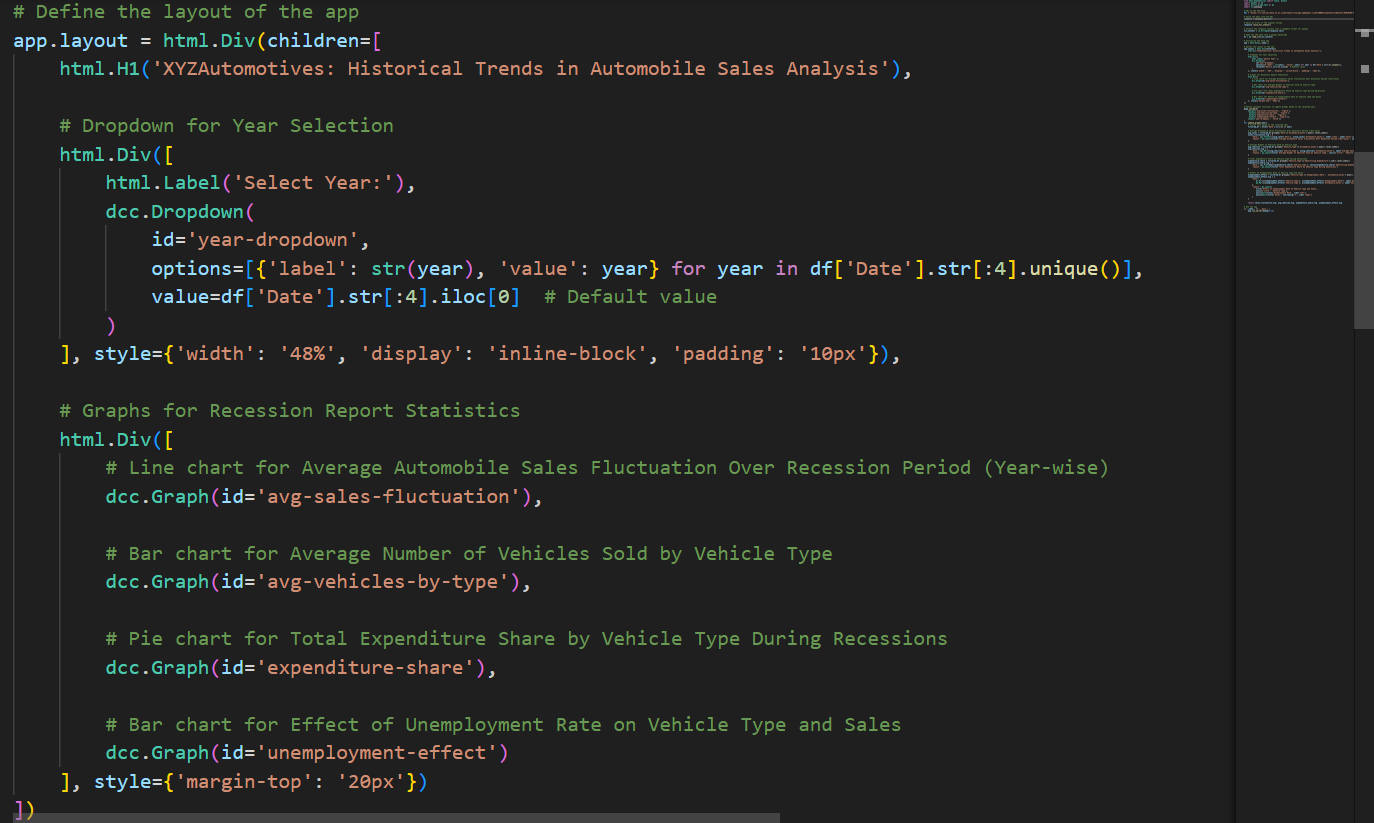 # Define the layout of the app
app.layout = html.Div(children=[
    html.H1('XYZAutomotives: Historical Trends in Automobile Sales Analysis'),

    # Dropdown for Year Selection
    html.Div([
        html.Label('Select Year:'),
        dcc.Dropdown(
            id='year-dropdown',
            options=[{'label': str(year), 'value': year} for year in df['Date'].str[:4].unique()],
            value=df['Date'].str[:4].iloc[0]  # Default value
        )
    ], style={'width': '48%', 'display': 'inline-block', 'padding': '10px'}),

    # Graphs for Recession Report Statistics
    html.Div([
        # Line chart for Average Automobile Sales Fluctuation Over Recession Period (Year-wise)
        dcc.Graph(id='avg-sales-fluctuation'),

        # Bar chart for Average Number of Vehicles Sold by Vehicle Type
        dcc.Graph(id='avg-vehicles-by-type'),

        # Pie chart for Total Expenditure Share by Vehicle Type During Recessions
        dcc.Graph(id='expenditure-share'),

        # Bar chart for Effect of Unemployment Rate on Vehicle Type and Sales
        dcc.Graph(id='unemployment-effect')
    ], style={'margin-top': '20px'})
])